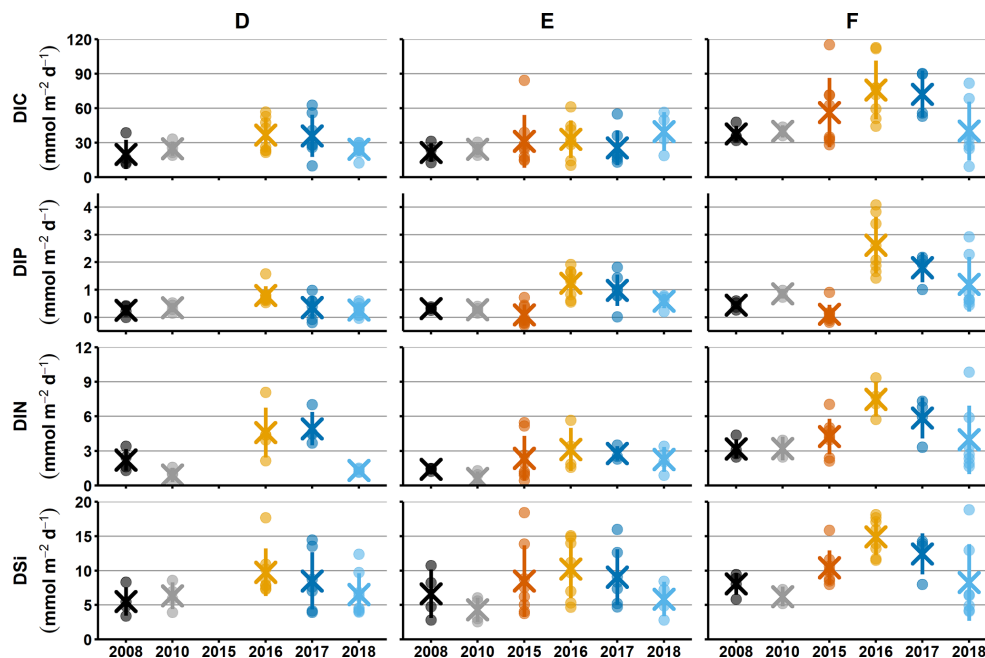 D E F
DIC
(mmol m⁻² d⁻¹)
120
90
60
30
0
DIP
(mmol m⁻² d⁻¹)
4
3
2
1
0
DIN
(mmol m⁻² d⁻¹)
12
9
6
3
0
DSi
(mmol m⁻² d⁻¹)
20
15
10
5
0
2008 2010 2015 2016 2017 2018 2008 2010 2015 2016 2017 2018 2008 2010 2015 2016 2017 2018